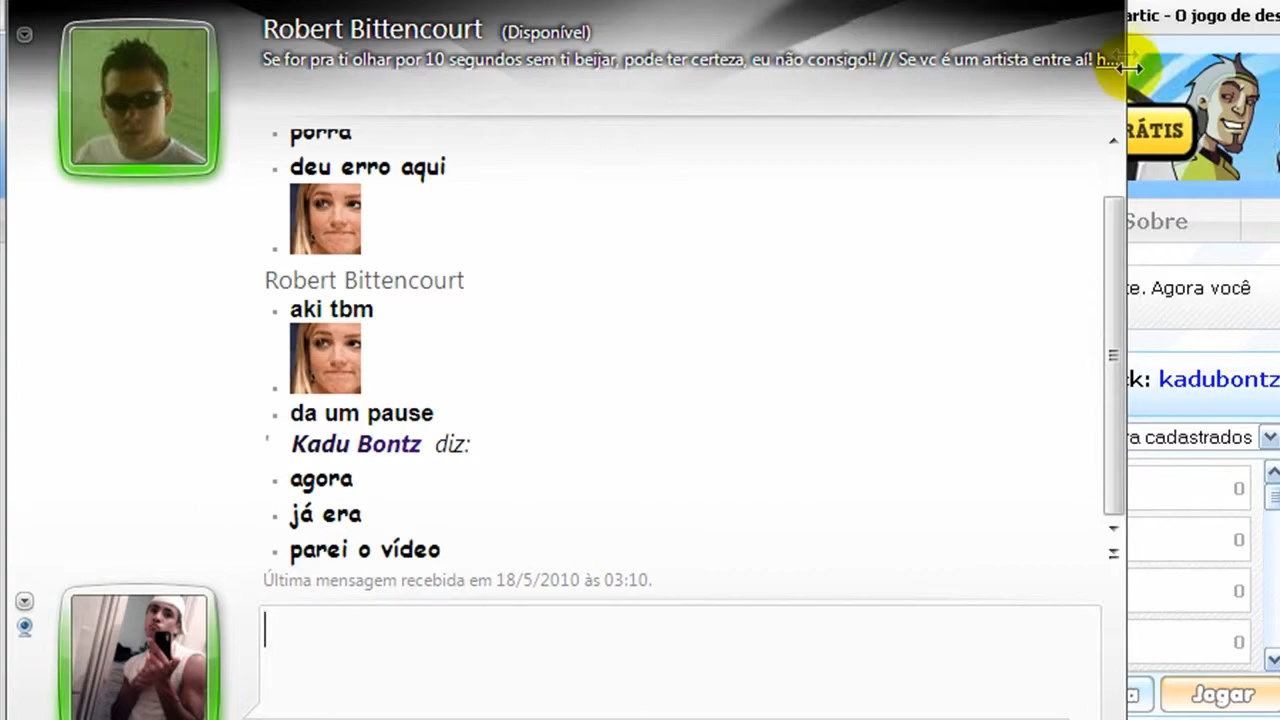 Robert Bittencourt (Disponível)
Se for pra ti olhar por 10 segundos sem ti beijar, pode ter certeza, eu não consigo!! // Se vc é um artista entre aí! h...
porra
deu erro aqui
Robert Bittencourt
aki tbm
da um pause
' Kadu Bontz diz:
agora
já era
parei o vídeo
Última mensagem recebida em 18/5/2010 às 03:10.
artic - O jogo de des
RÁTIS
Sobre
te. Agora você
ck: kadubontz
ra cadastrados
0
0
0
0
a
Jogar